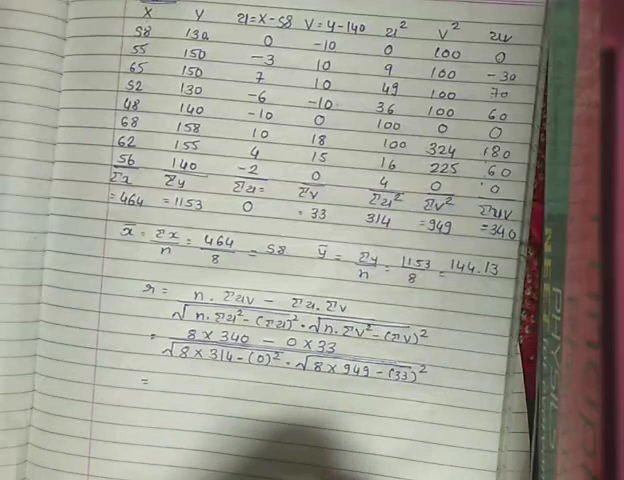 X Y u=X-58 V=Y-140 u² V² uv
58 130 0 -10 0 100 0
55 150 -3 10 9 100 -30
65 150 7 10 49 100 70
52 130 -6 -10 36 100 60
48 140 -10 0 100 0 0
68 158 10 18 100 324 180
62 155 4 15 16 225 60
56 140 -2 0 4 0 0
Σx Σy Σu= Σv Σu² Σv² Σuv
=464 =1153 0 =33 314 =949 =340
x̄ = Σx/n = 464/8 = 58 ȳ = Σy/n = 1153/8 = 144.13
r = n.Σuv - Σu.Σv / √n.Σu²-(Σu)² . √n.Σv²-(Σv)²
= 8×340 - 0×33 / √8×314-(0)² . √8×949-(33)²
=
PHYSICS
NSET